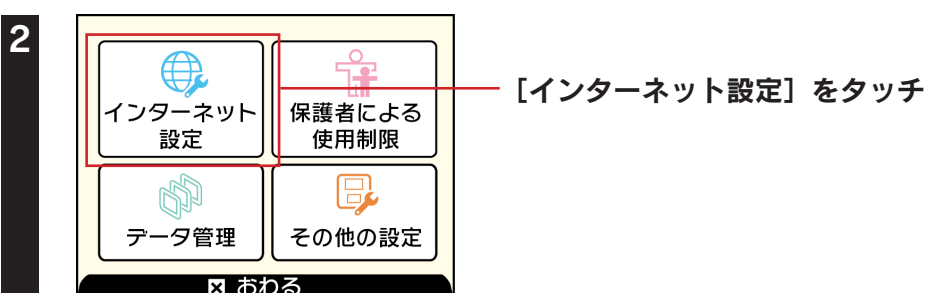 2
インターネット
設定
保護者による
使用制限
[インターネット設定]をタッチ
データ管理
その他の設定
おわる